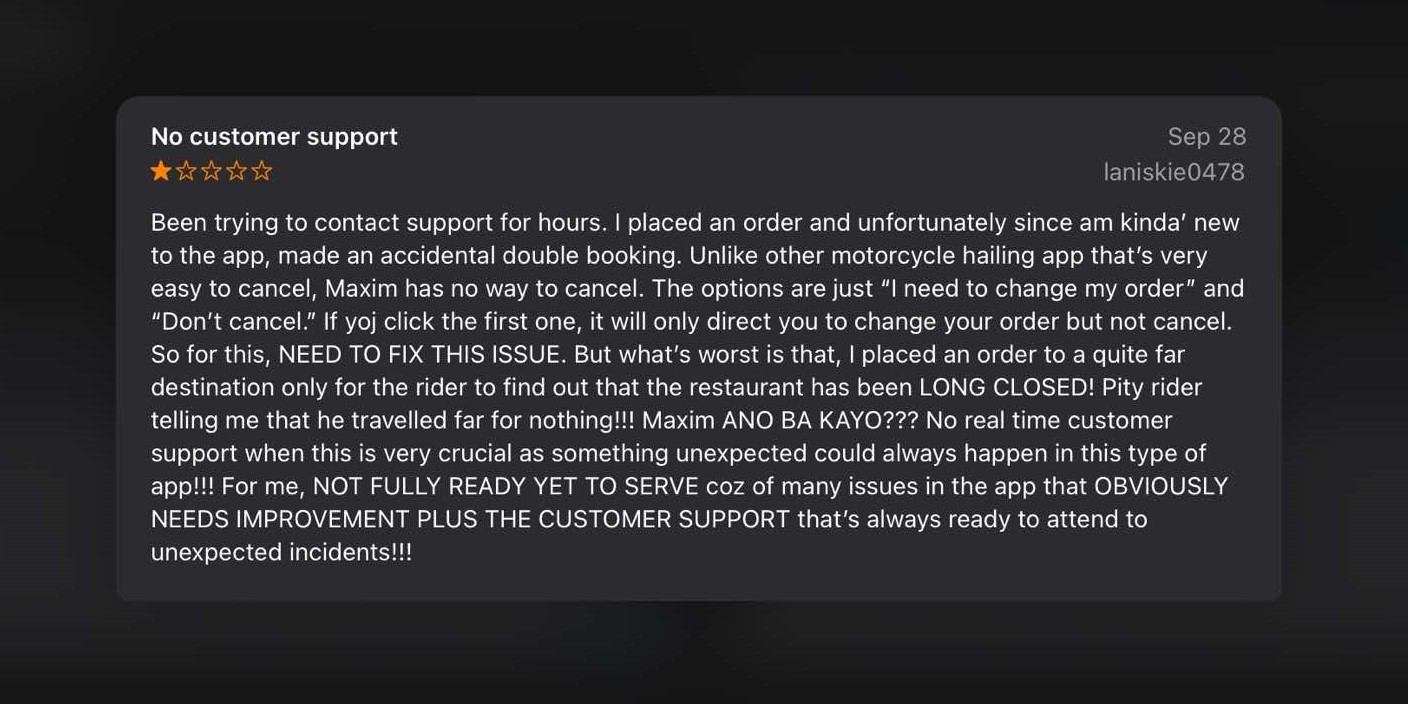 No customer support
Sep 28
★☆☆☆☆
laniskie0478
Been trying to contact support for hours. I placed an order and unfortunately since am kinda’ new
to the app, made an accidental double booking. Unlike other motorcycle hailing app that’s very
easy to cancel, Maxim has no way to cancel. The options are just “I need to change my order” and
“Don’t cancel.” If yoj click the first one, it will only direct you to change your order but not cancel.
So for this, NEED TO FIX THIS ISSUE. But what’s worst is that, I placed an order to a quite far
destination only for the rider to find out that the restaurant has been LONG CLOSED! Pity rider
telling me that he travelled far for nothing!!! Maxim ANO BA KAYO??? No real time customer
support when this is very crucial as something unexpected could always happen in this type of
app!!! For me, NOT FULLY READY YET TO SERVE coz of many issues in the app that OBVIOUSLY
NEEDS IMPROVEMENT PLUS THE CUSTOMER SUPPORT that’s always ready to attend to
unexpected incidents!!!